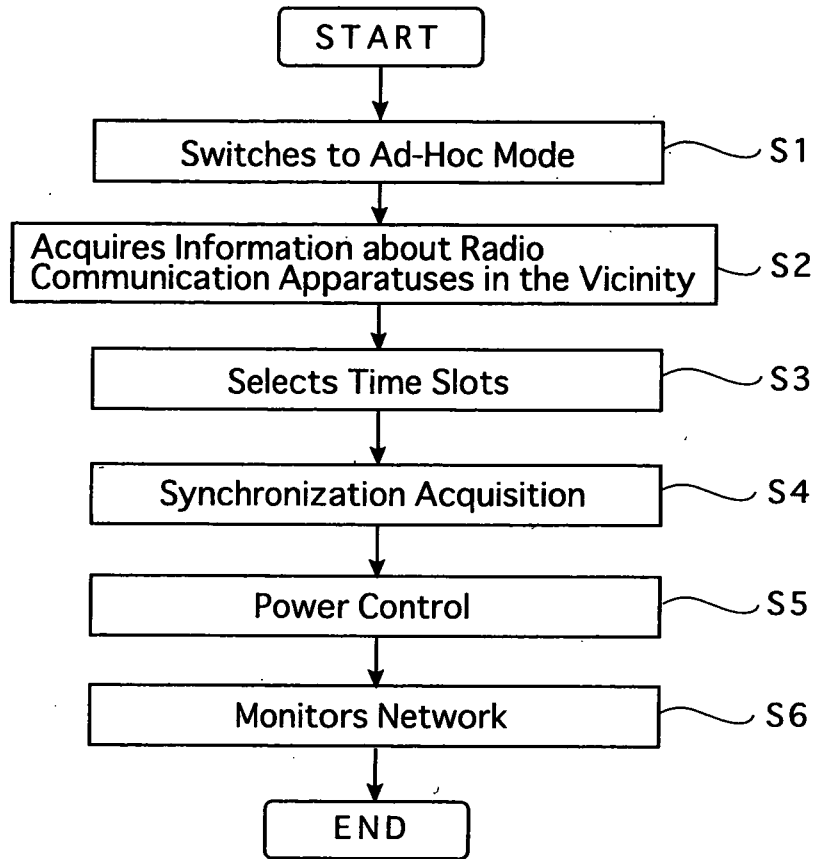 START
Switches to Ad-Hoc Mode
S1
Acquires Information about Radio
Communication Apparatuses in the Vicinity
S2
Selects Time Slots
S3
Synchronization Acquisition
S4
Power Control
S5
Monitors Network
S6
END